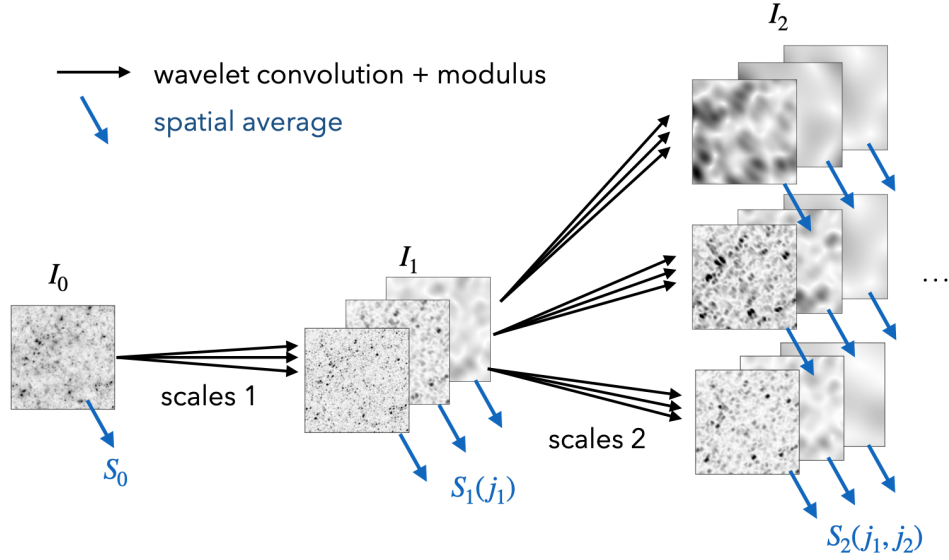 I₂
wavelet convolution + modulus
spatial average
I₀
I₁
...
scales 1
scales 2
S₀
S₁(j₁)
S₂(j₁, j₂)